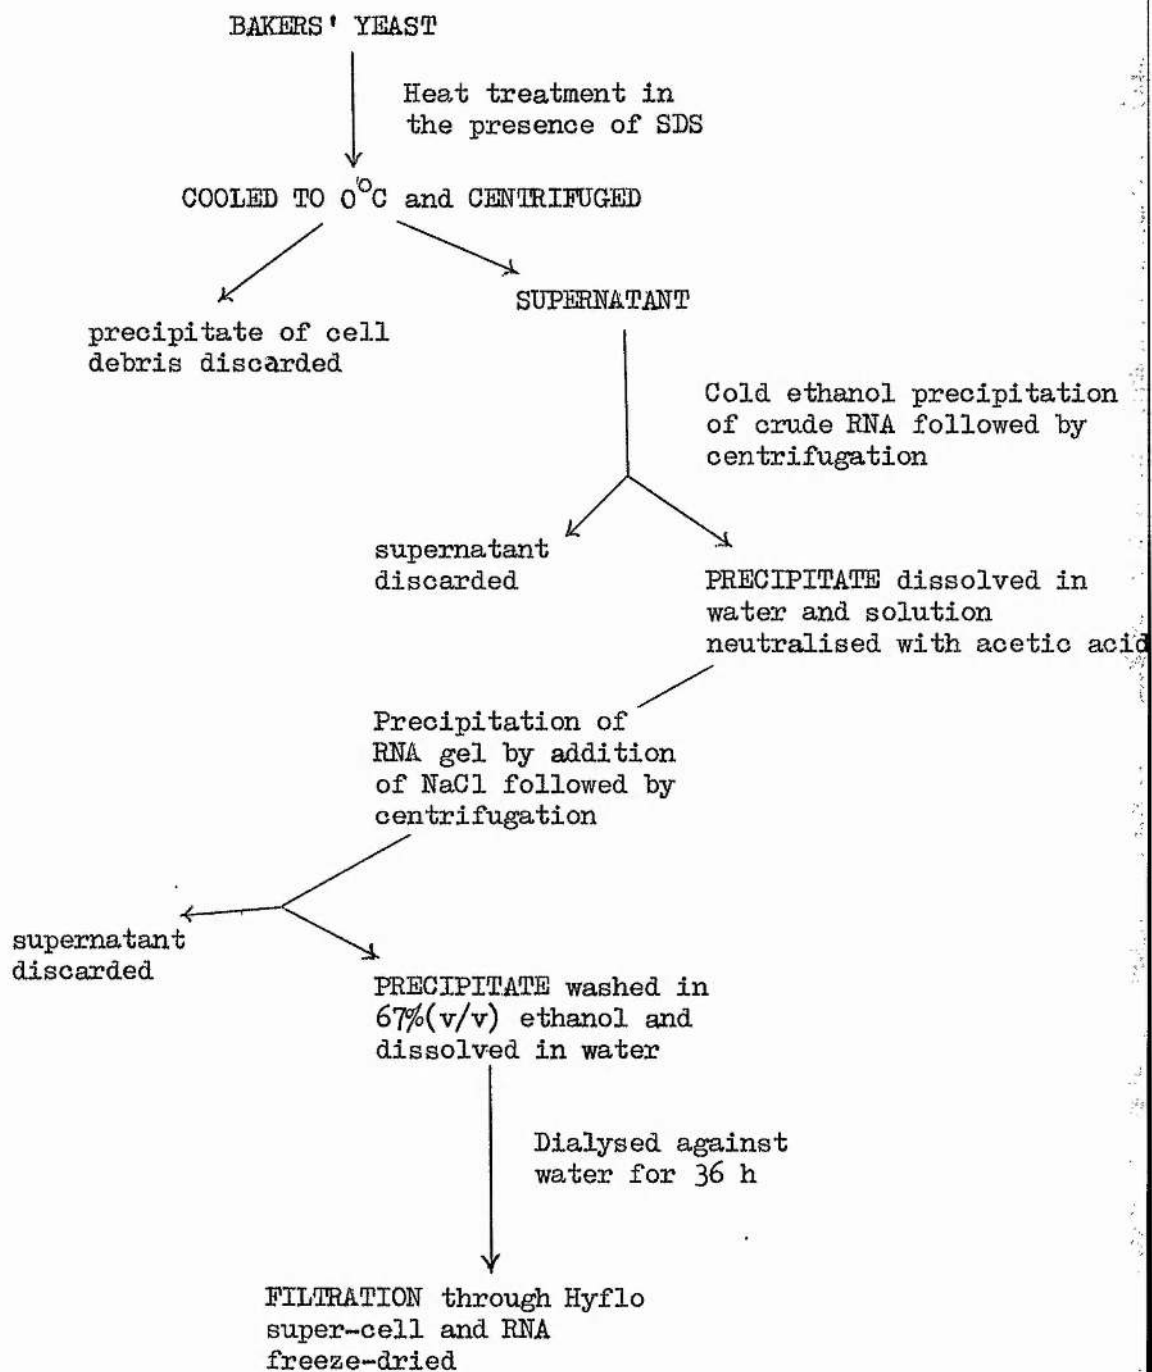 BAKERS' YEAST
Heat treatment in
the presence of SDS
COOLED TO 0°C and CENTRIFUGED
precipitate of cell
debris discarded
SUPERNATANT
Cold ethanol precipitation
of crude RNA followed by
centrifugation
supernatant
discarded
PRECIPITATE dissolved in
water and solution
neutralised with acetic acid
Precipitation of
RNA gel by addition
of NaCl followed by
centrifugation
supernatant
discarded
PRECIPITATE washed in
67%(v/v) ethanol and
dissolved in water
Dialysed against
water for 36 h
FILTRATION through Hyflo
super-cell and RNA
freeze-dried